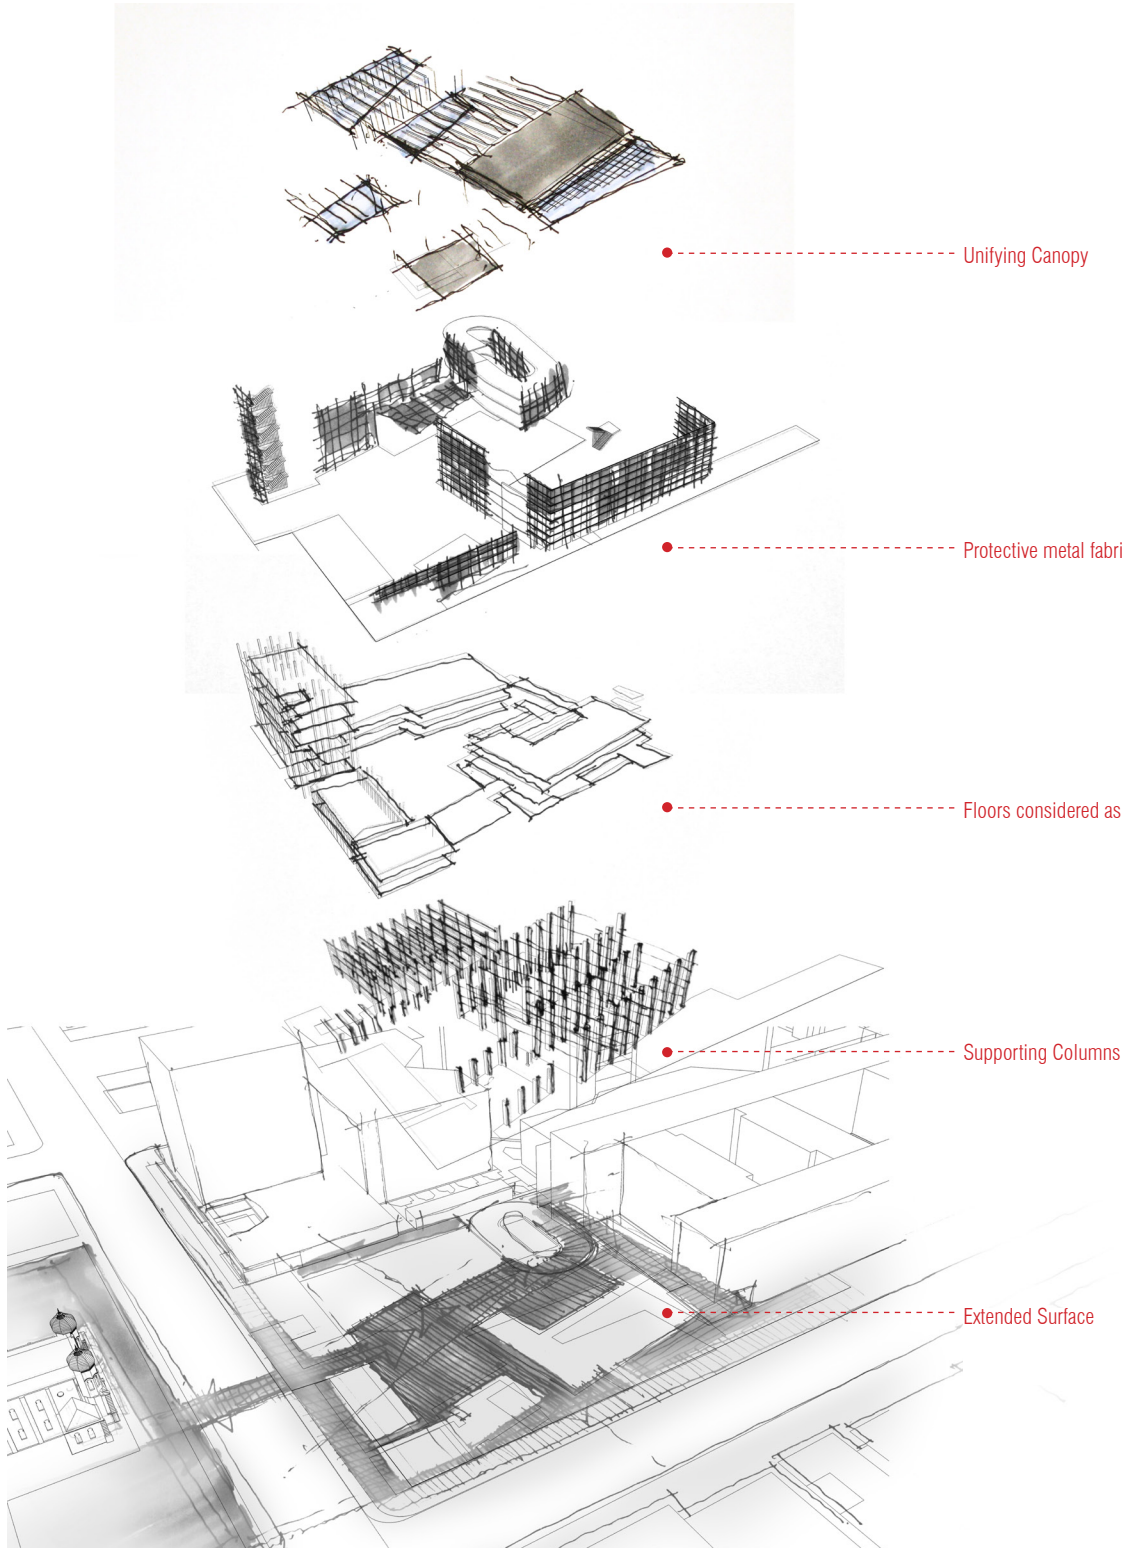 Unifying Canopy
Protective metal fabri
Floors considered as
Supporting Columns
Extended Surface